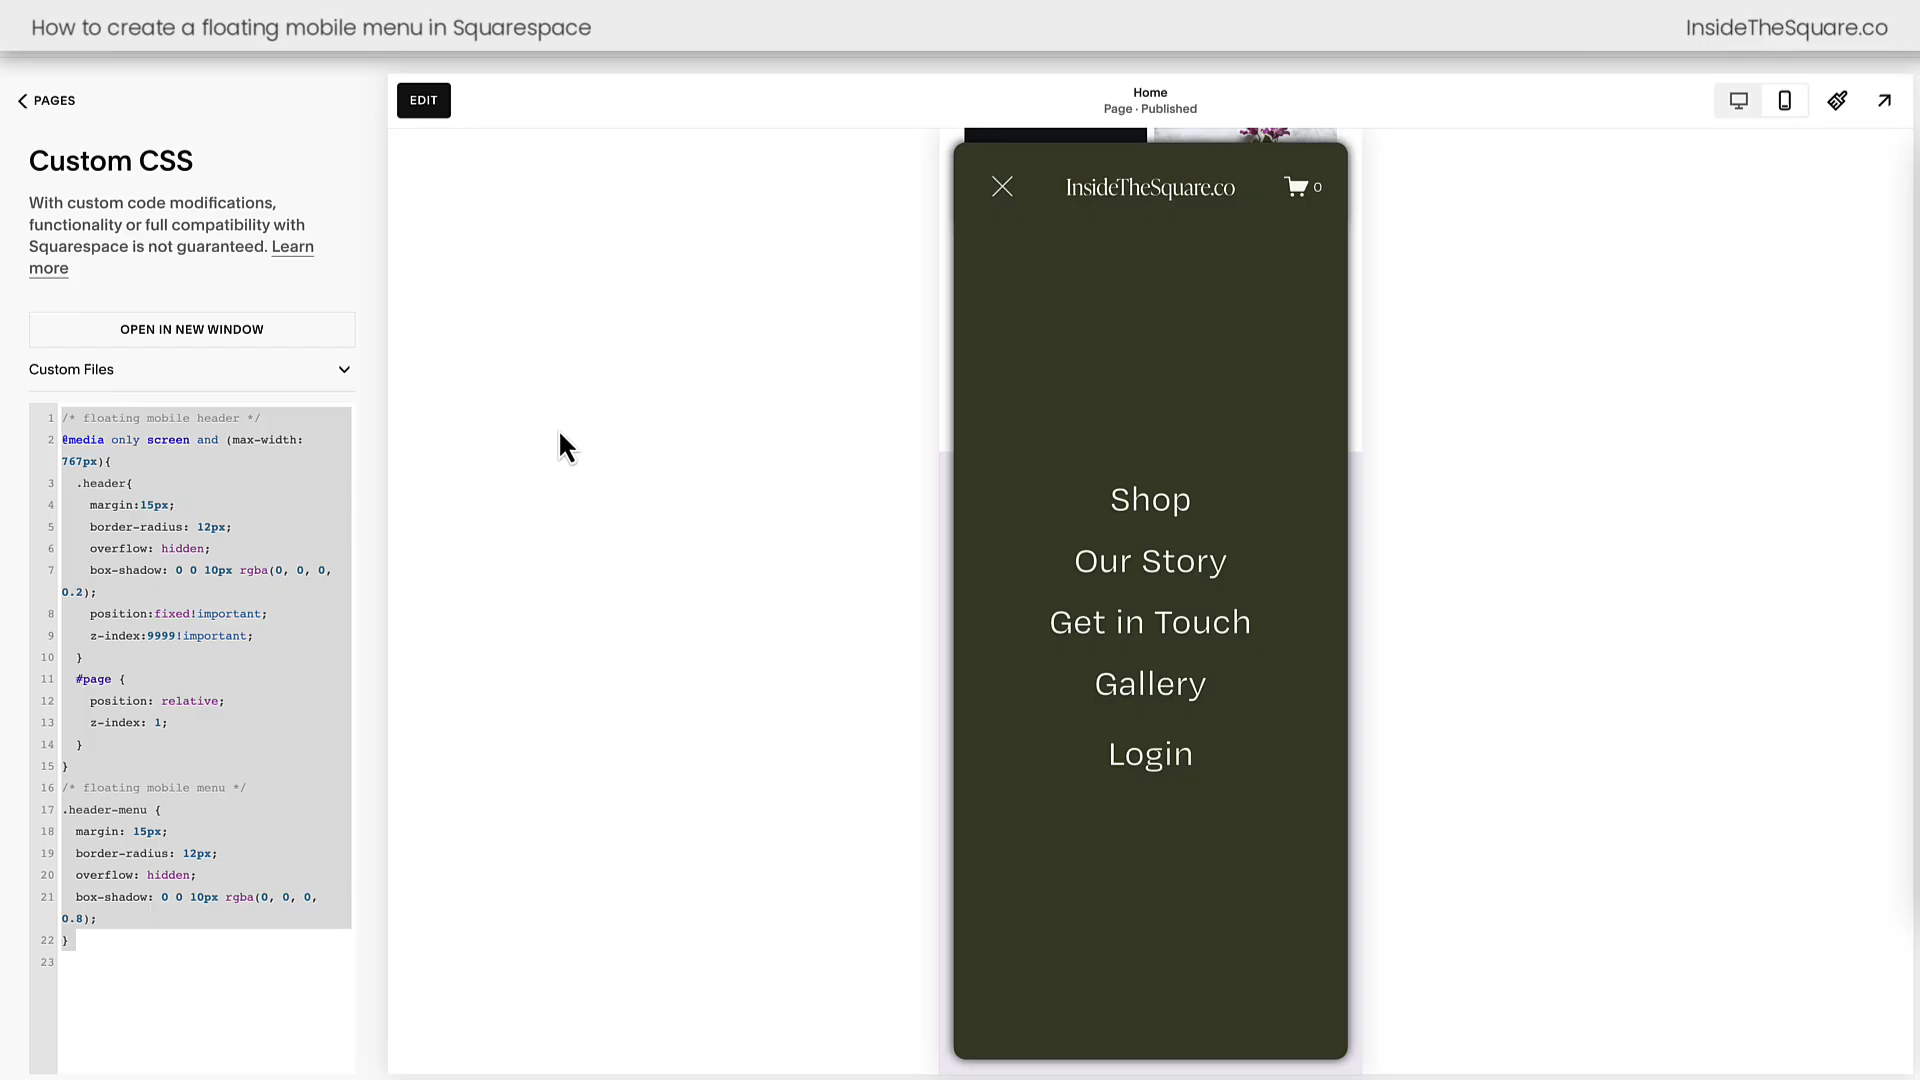 How to create a floating mobile menu in Squarespace
InsideTheSquare.co
PAGES
EDIT
Home
Page · Published
Custom CSS
With custom code modifications,
functionality or full compatibility with
Squarespace is not guaranteed. Learn
more
OPEN IN NEW WINDOW
Custom Files
1 /* floating mobile header */
2 @media only screen and (max-width:
767px){
3 .header{
4 margin:15px;
5 border-radius: 12px;
6 overflow: hidden;
7 box-shadow: 0 0 10px rgba(0, 0, 0,
0.2);
8 position:fixed!important;
9 z-index:9999!important;
10 }
11 #page {
12 position: relative;
13 z-index: 1;
14 }
15 }
16 /* floating mobile menu */
17 .header-menu {
18 margin: 15px;
19 border-radius: 12px;
20 overflow: hidden;
21 box-shadow: 0 0 10px rgba(0, 0, 0,
0.8);
22 }
23
InsideTheSquare.co
0
Shop
Our Story
Get in Touch
Gallery
Login